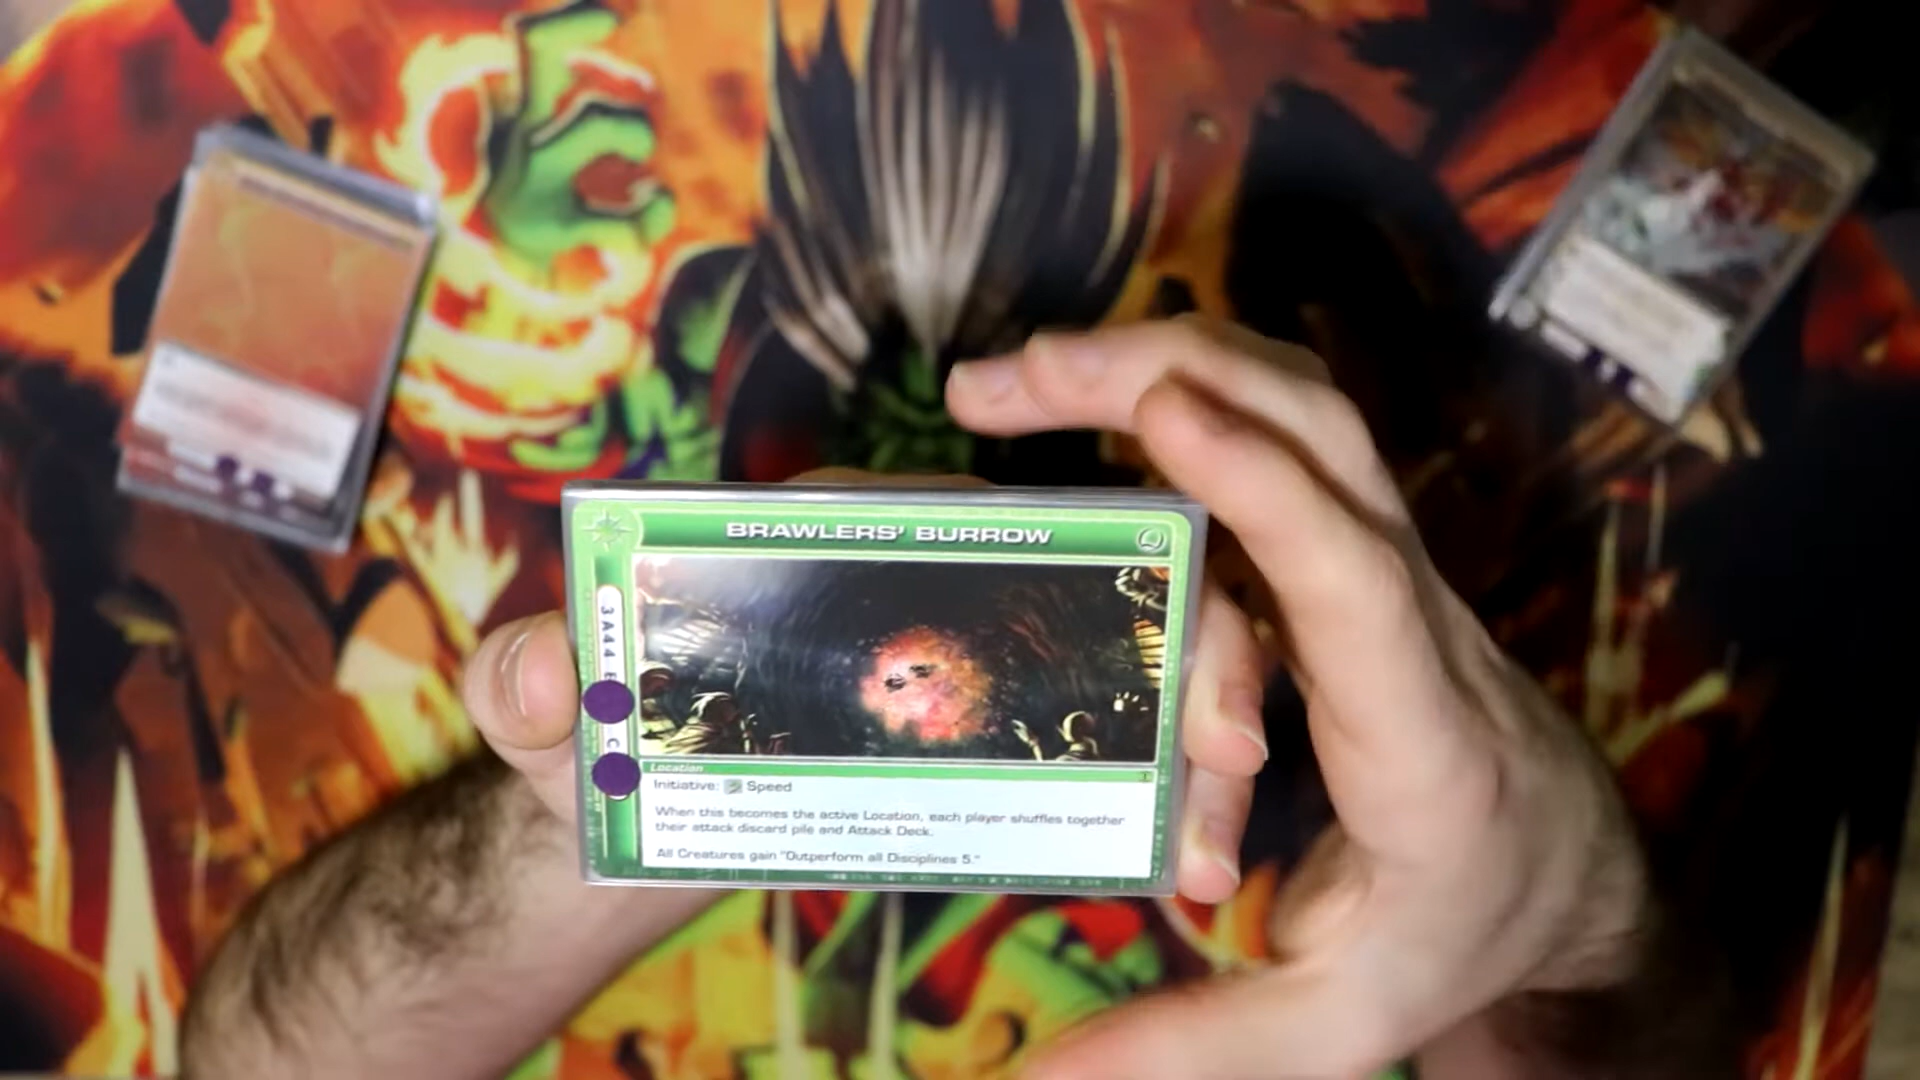 BRAWLERS' BURROW
3A44
C
Location
Initiative: Speed
When this becomes the active Location, each player shuffles together
their attack discard pile and Attack Deck.
All Creatures gain "Outperform all Disciplines 5."